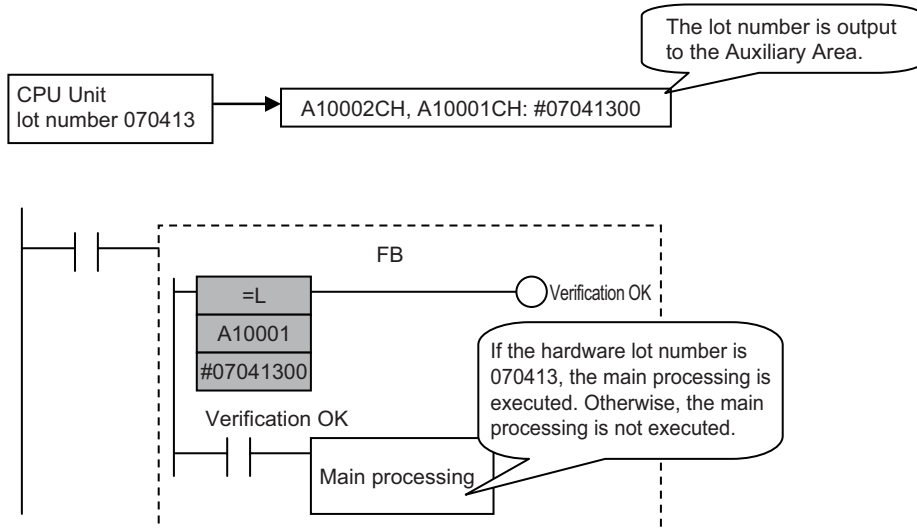 The lot number is output
to the Auxiliary Area.
CPU Unit
lot number 070413
A10002CH, A10001CH: #07041300
FB
=L
Verification OK
A10001
#07041300
If the hardware lot number is
070413, the main processing is
executed. Otherwise, the main
processing is not executed.
Verification OK
Main processing